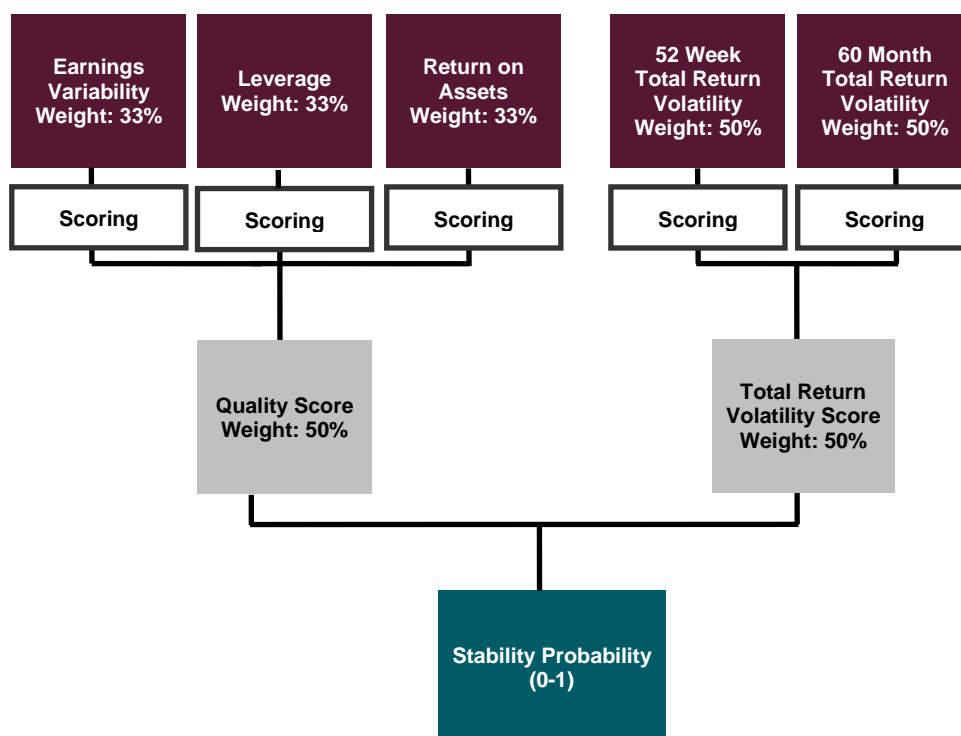 Earnings
Variability
Weight: 33%
Leverage
Weight: 33%
Return on
Assets
Weight: 33%
52 Week
Total Return
Volatility
Weight: 50%
60 Month
Total Return
Volatility
Weight: 50%
Scoring
Scoring
Scoring
Scoring
Scoring
Quality Score
Weight: 50%
Total Return
Volatility Score
Weight: 50%
Stability Probability
(0-1)